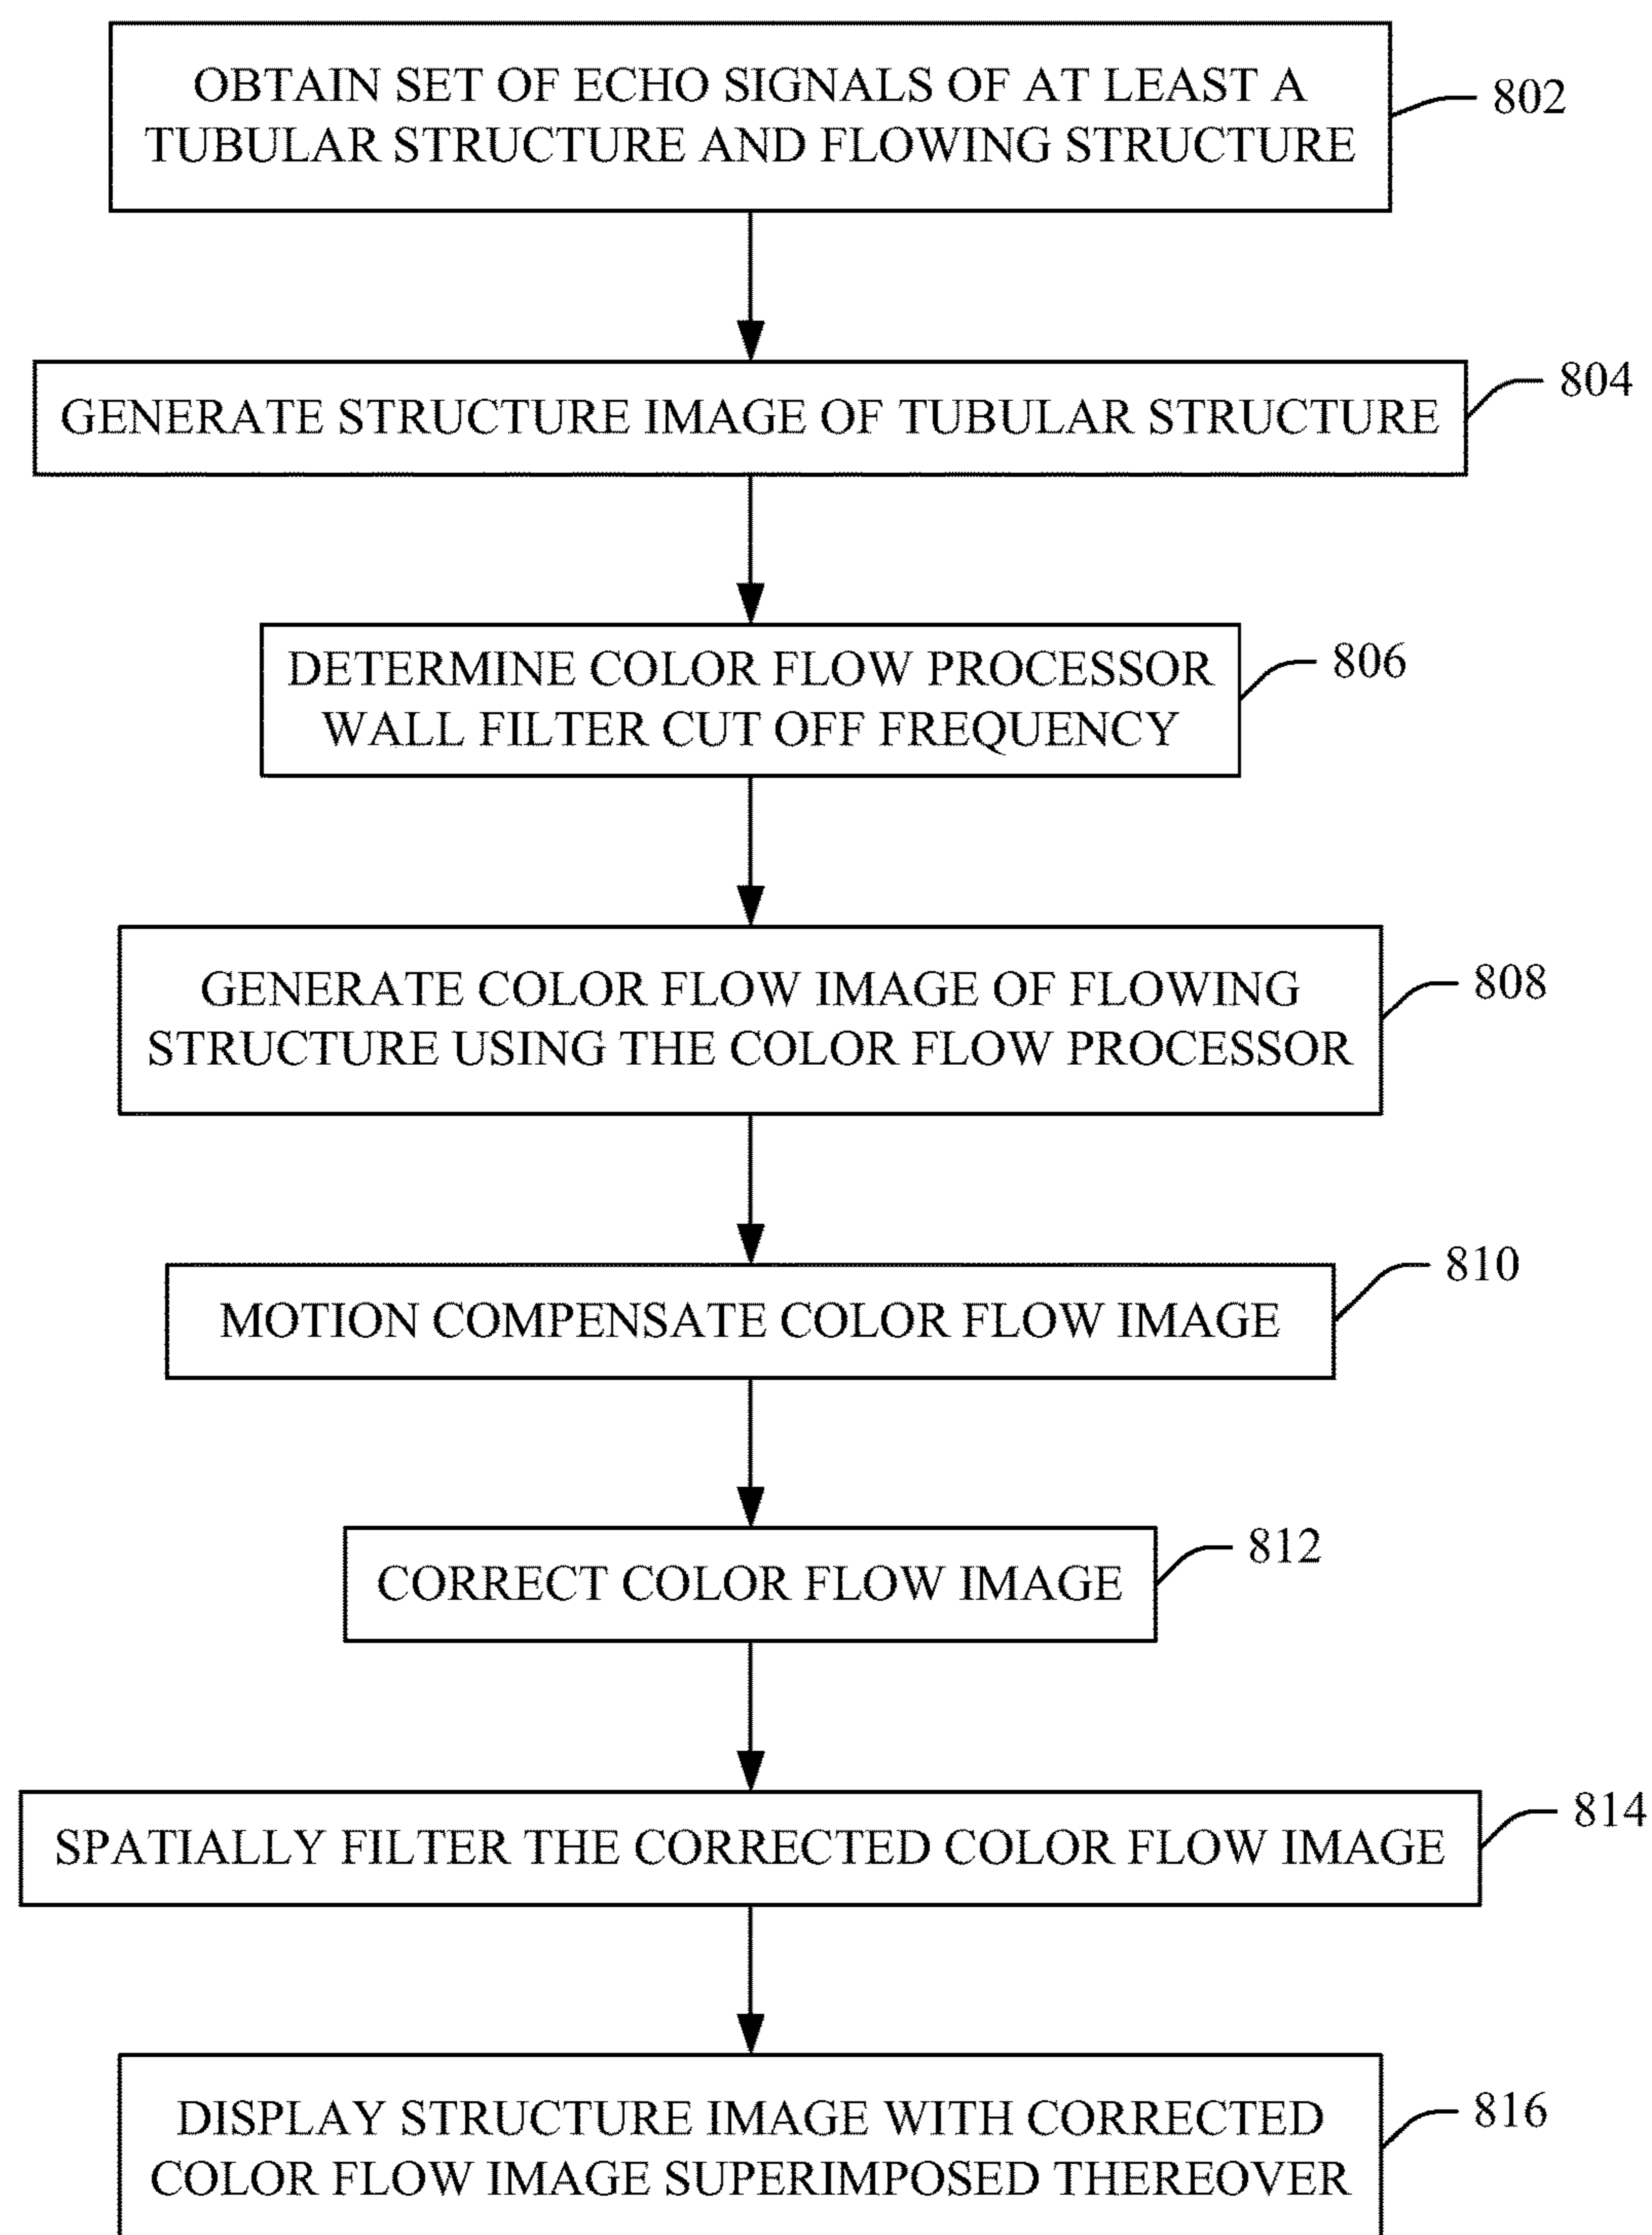 OBTAIN SET OF ECHO SIGNALS OF AT LEAST A
TUBULAR STRUCTURE AND FLOWING STRUCTURE
802
GENERATE STRUCTURE IMAGE OF TUBULAR STRUCTURE
804
DETERMINE COLOR FLOW PROCESSOR
WALL FILTER CUT OFF FREQUENCY
806
GENERATE COLOR FLOW IMAGE OF FLOWING
STRUCTURE USING THE COLOR FLOW PROCESSOR
808
MOTION COMPENSATE COLOR FLOW IMAGE
810
CORRECT COLOR FLOW IMAGE
812
SPATIALLY FILTER THE CORRECTED COLOR FLOW IMAGE
814
DISPLAY STRUCTURE IMAGE WITH CORRECTED
COLOR FLOW IMAGE SUPERIMPOSED THEREOVER
816